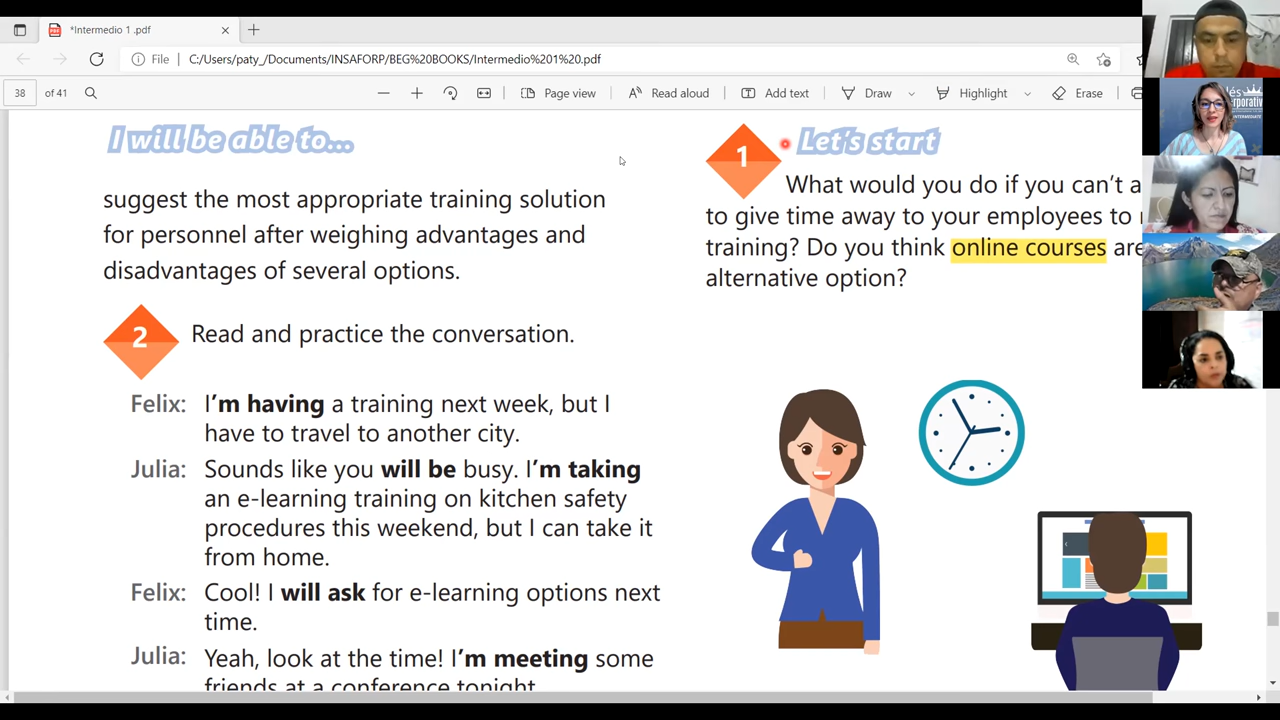 *Intermedio 1 .pdf
File C:/Users/paty_/Documents/INSAFORP/BEG%20BOOKS/Intermedio%201%20.pdf
38 of 41 Page view Read aloud Add text Draw Highlight Erase
I will be able to...
suggest the most appropriate training solution
for personnel after weighing advantages and
disadvantages of several options.
2 Read and practice the conversation.
Felix: I'm having a training next week, but I
have to travel to another city.
Julia: Sounds like you will be busy. I'm taking
an e-learning training on kitchen safety
procedures this weekend, but I can take it
from home.
Felix: Cool! I will ask for e-learning options next
time.
Julia: Yeah, look at the time! I'm meeting some
friends at a conference tonight.
1 Let's start
What would you do if you can't a
to give time away to your employees to
training? Do you think online courses are
alternative option?